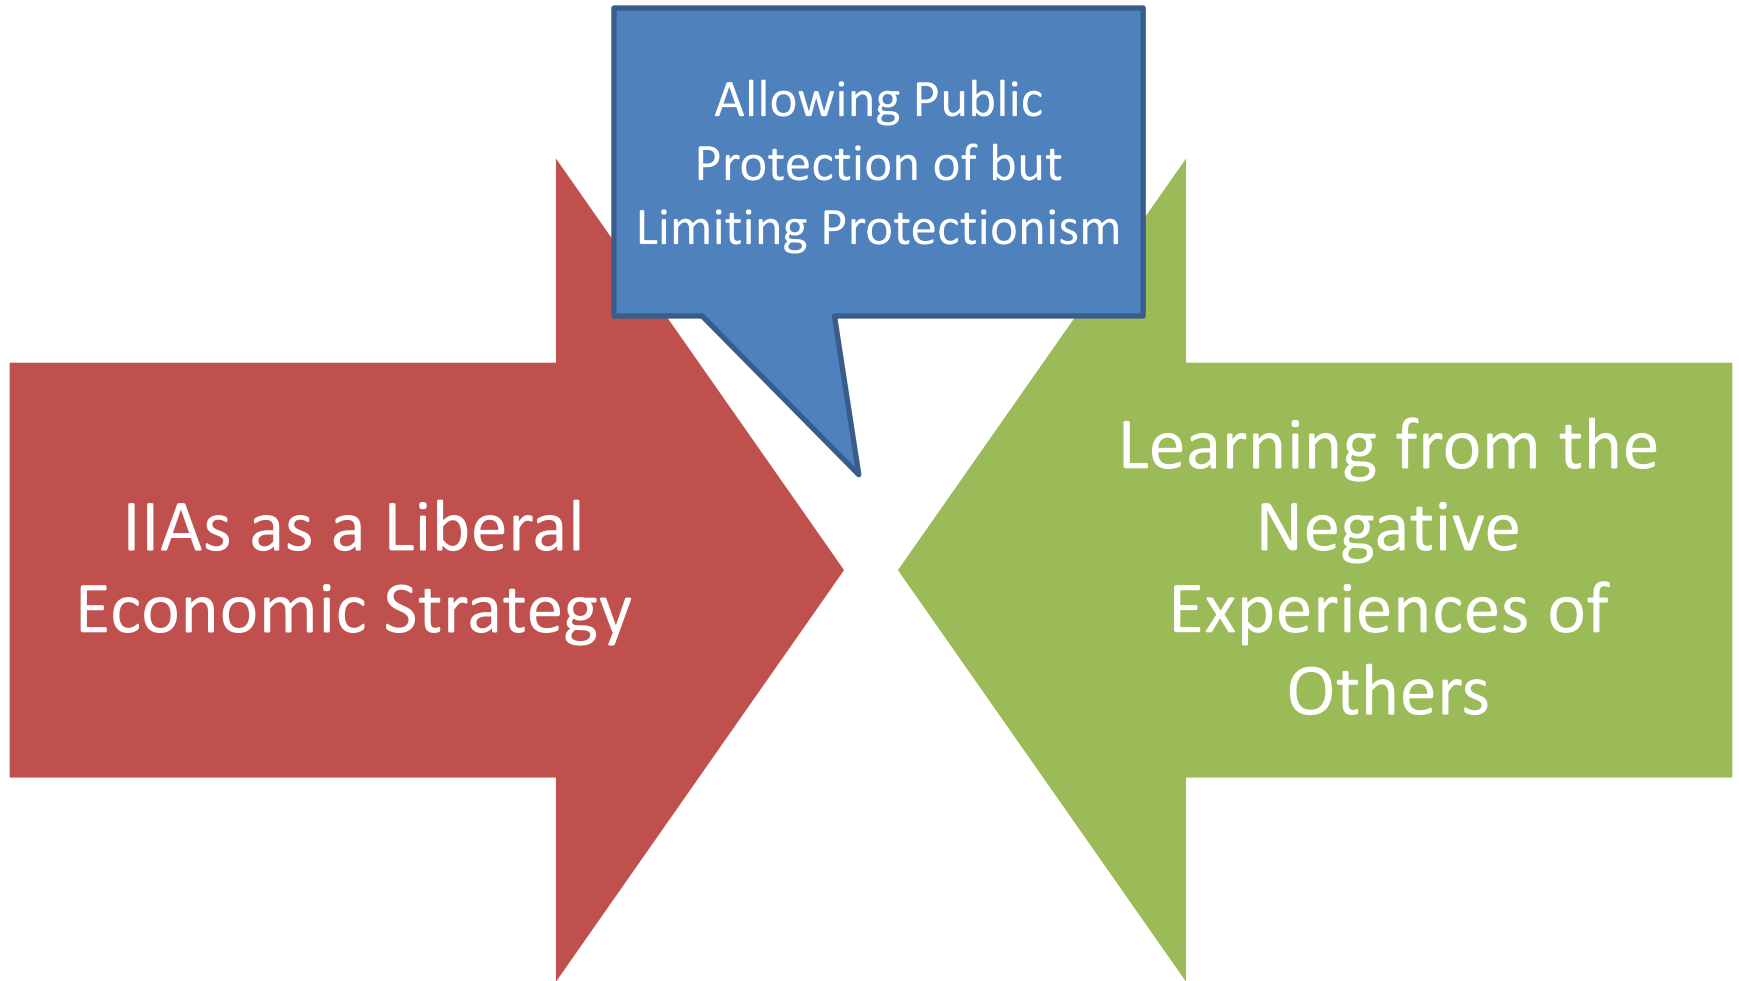 Allowing Public
Protection of but
Limiting Protectionism
IIAs as a Liberal
Economic Strategy
Learning from the
Negative
Experiences of
Others